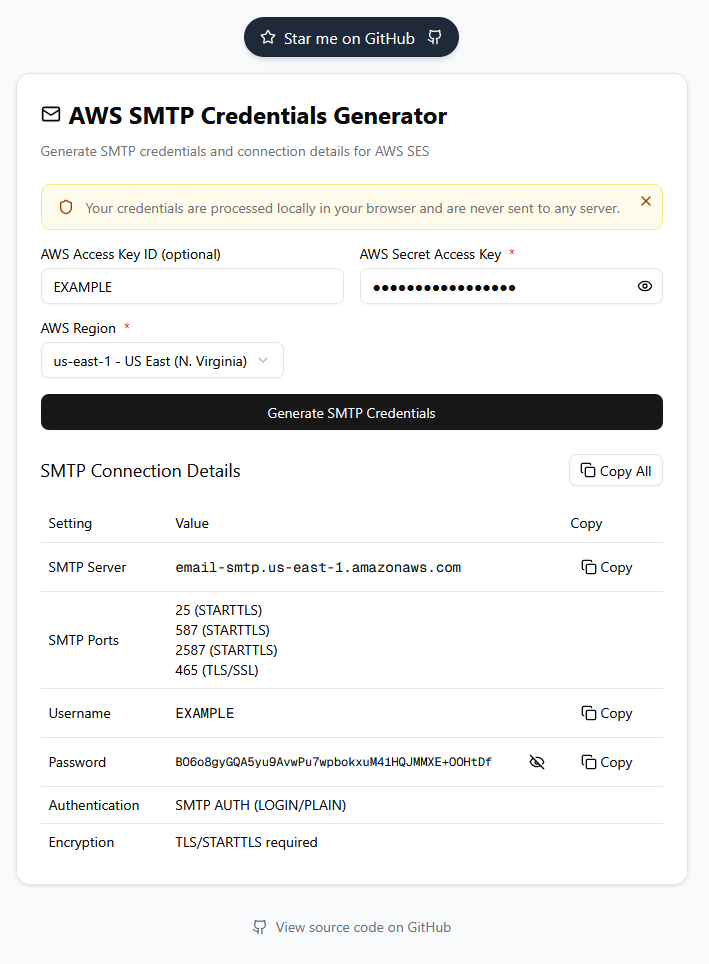 Star me on GitHub
AWS SMTP Credentials Generator
Generate SMTP credentials and connection details for AWS SES
Your credentials are processed locally in your browser and are never sent to any server.
AWS Access Key ID (optional)
AWS Secret Access Key *
EXAMPLE
•••••••••••••••••
AWS Region *
us-east-1 - US East (N. Virginia)
Generate SMTP Credentials
SMTP Connection Details
Copy All
Setting Value Copy
SMTP Server email-smtp.us-east-1.amazonaws.com Copy
SMTP Ports
25 (STARTTLS)
587 (STARTTLS)
2587 (STARTTLS)
465 (TLS/SSL)
Username EXAMPLE Copy
Password BO6o8gyGQA5yu9AvwPu7wpbokxuM41HQJMMXE+OOHtDf Copy
Authentication SMTP AUTH (LOGIN/PLAIN)
Encryption TLS/STARTTLS required
View source code on GitHub